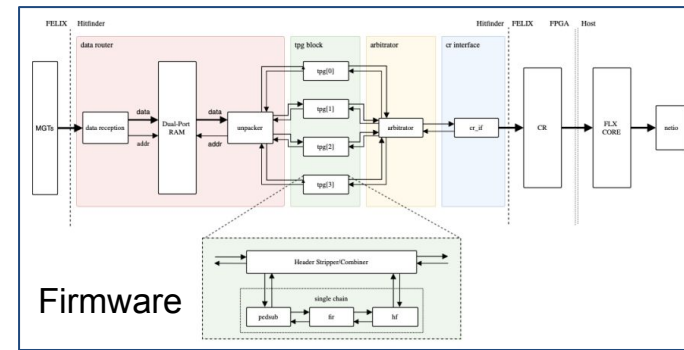 FELIX
Hitfinder
Hitfinder
FELIX
FPGA
Host
data router
tpg block
arbitrator
cr interface
MGTs
data reception
data
addr
Dual-Port
RAM
data
addr
unpacker
tpg[0]
tpg[1]
tpg[2]
tpg[3]
arbitrator
cr_if
CR
FLX
CORE
netio
Header Stripper/Combiner
single chain
pedsub
fir
hf
Firmware